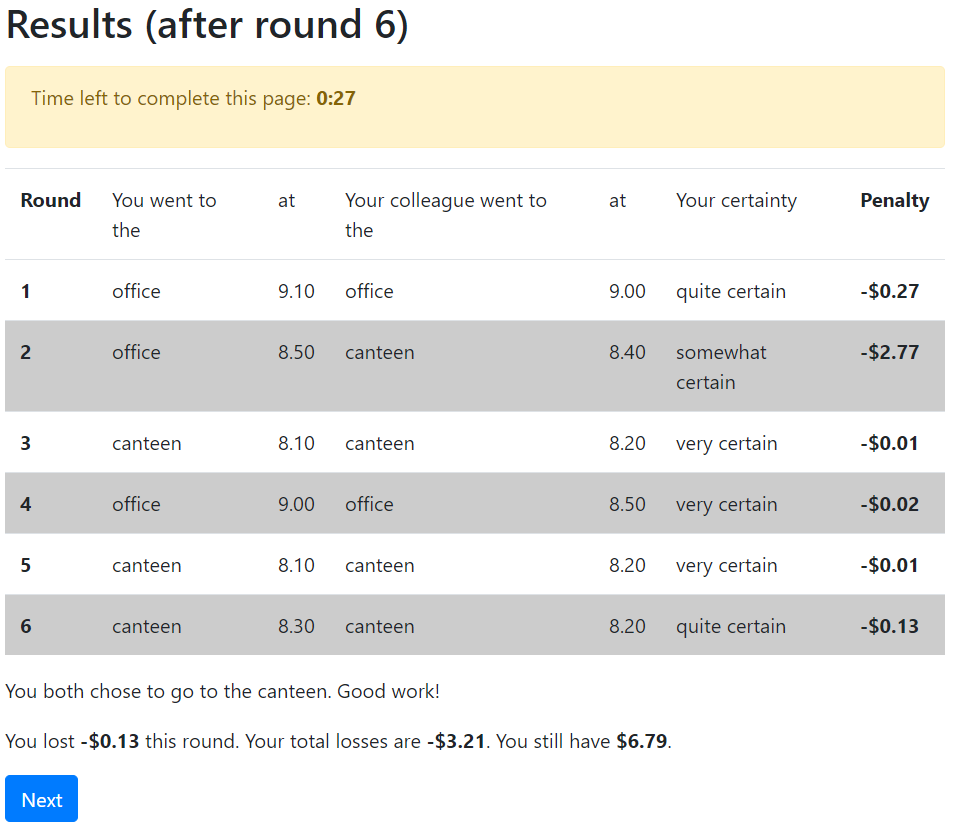 Results (after round 6)
Time left to complete this page: 0:27
Round You went to the at Your colleague went to the at Your certainty Penalty
1 office 9.10 office 9.00 quite certain -$0.27
2 office 8.50 canteen 8.40 somewhat certain -$2.77
3 canteen 8.10 canteen 8.20 very certain -$0.01
4 office 9.00 office 8.50 very certain -$0.02
5 canteen 8.10 canteen 8.20 very certain -$0.01
6 canteen 8.30 canteen 8.20 quite certain -$0.13
You both chose to go to the canteen. Good work!
You lost -$0.13 this round. Your total losses are -$3.21. You still have $6.79.
Next